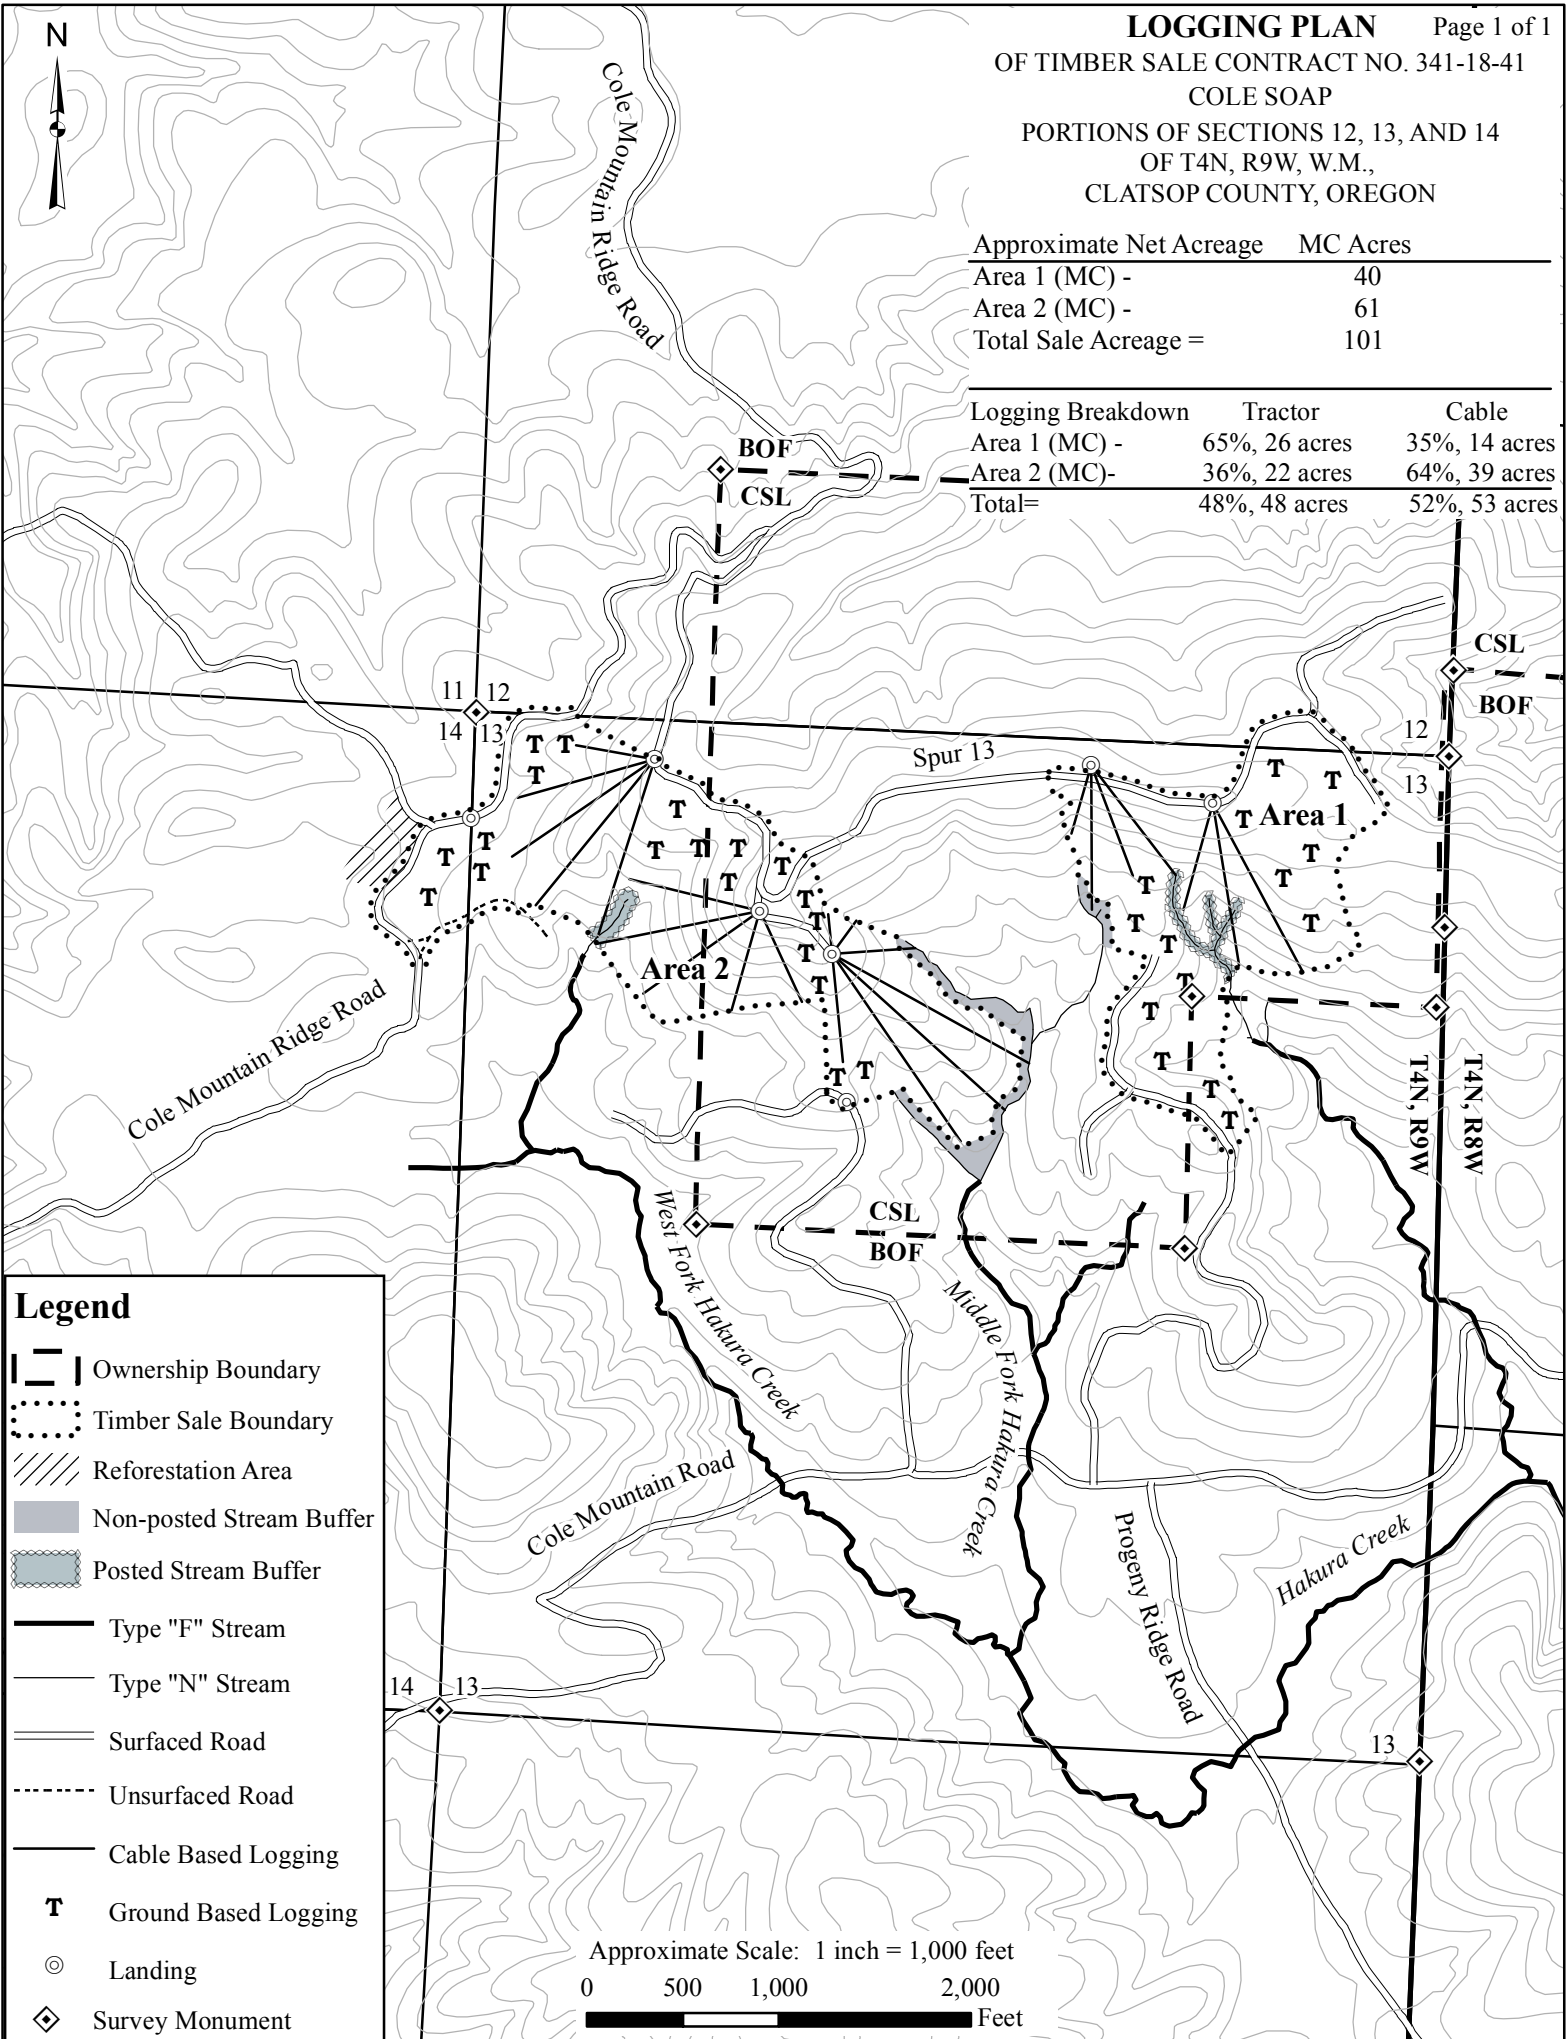 LOGGING PLAN Page 1 of 1
OF TIMBER SALE CONTRACT NO. 341-18-41
COLE SOAP
PORTIONS OF SECTIONS 12, 13, AND 14
OF T4N, R9W, W.M.,
CLATSOP COUNTY, OREGON
Approximate Net Acreage MC Acres
Area 1 (MC) - 40
Area 2 (MC) - 61
Total Sale Acreage = 101
Logging Breakdown Tractor Cable
Area 1 (MC) - 65%, 26 acres 35%, 14 acres
Area 2 (MC)- 36%, 22 acres 64%, 39 acres
Total= 48%, 48 acres 52%, 53 acres
N
Cole Mountain Ridge Road
BOF
CSL
CSL
BOF
11 12
14 13
12
13
Spur 13
T T
T
T
T T
T T T T
T T
T
T
T
T
T
T
T
T T
Area 1
T T
T
T
T
T
T
T
T
T
T
T
T
T
T
T
Area 2
Cole Mountain Ridge Road
T4N, R9W
T4N, R8W
CSL
BOF
West Fork Hakura Creek
Middle Fork Hakura Creek
Cole Mountain Road
Progeny Ridge Road
Hakura Creek
14 13
13
Legend
Ownership Boundary
Timber Sale Boundary
Reforestation Area
Non-posted Stream Buffer
Posted Stream Buffer
Type "F" Stream
Type "N" Stream
Surfaced Road
Unsurfaced Road
Cable Based Logging
T Ground Based Logging
Landing
Survey Monument
Approximate Scale: 1 inch = 1,000 feet
0 500 1,000 2,000
Feet